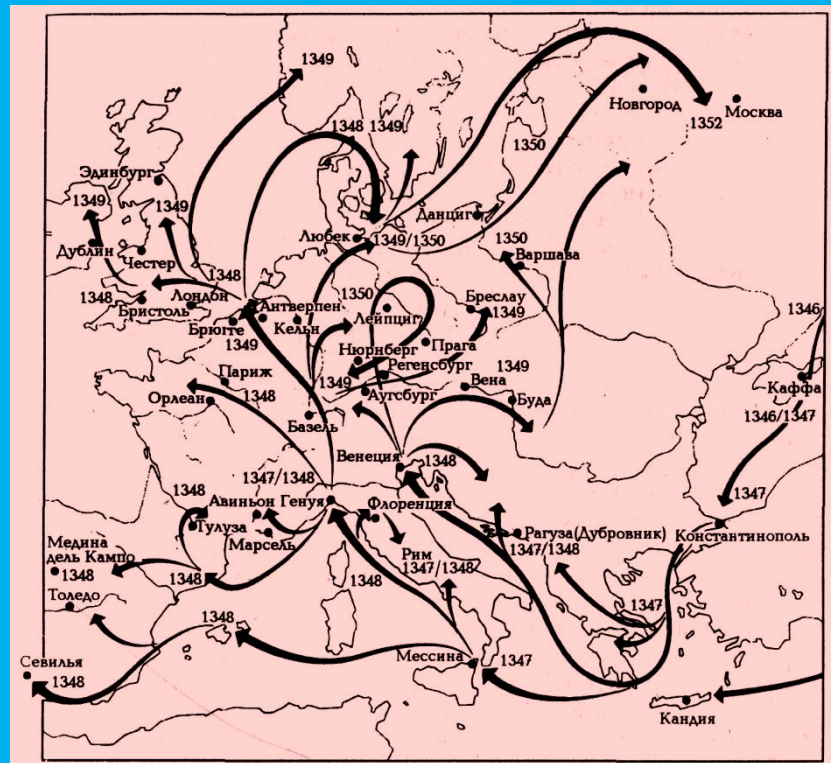 1349
1348
1349
Новгород
Москва
1352
1350
Эдинбург
1349
1349
Данциг
Любек
1349/1350
Дублин
Честер
1348
1350
Варшава
1348
Бристоль
Лондон
Антверпен
1350
Лейпциг
Бреслау
1349
1346
Брюгге
Кельн
1349
Прага
Нюрнберг
Регенсбург
1349
Париж
1349
Вена
Каффа
Орлеан
1348
Аугсбург
Буда
1346/1347
Базель
Венеция
1348
1347/1348
1348
Авиньон
Генуя
1347
Флоренция
Тулуза
Рагуза(Дубровник)
Константинополь
Медина
дель Кампо
Марсель
Рим
1347/1348
1347/1348
1348
1348
1348
1347
Толедо
1348
Мессина
1347
Севилья
1348
Кандия